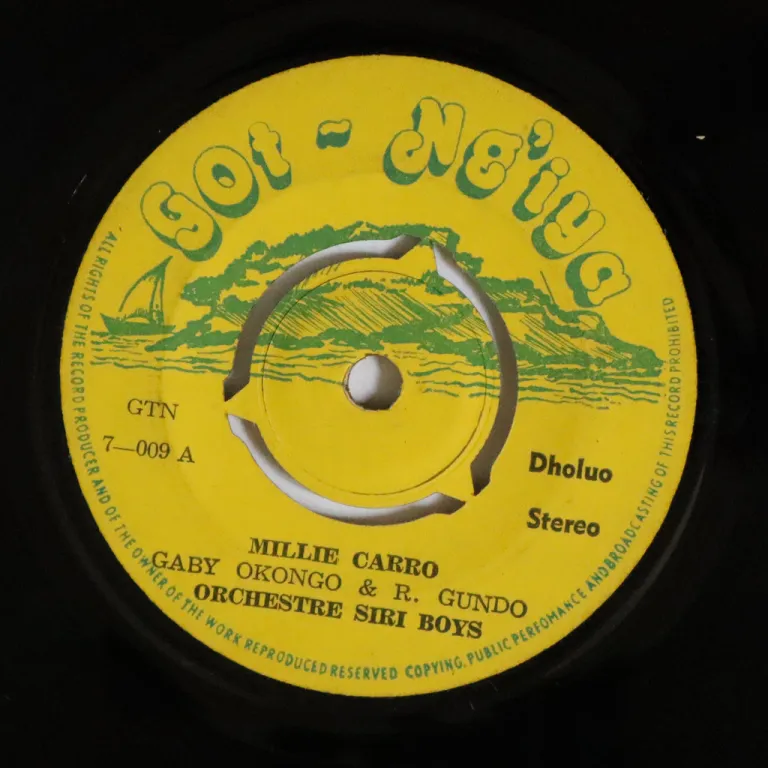 Got - Ng'iya
GTN
7—009 A
Dholuo
Stereo
MILLIE CARRO
GABY OKONGO & R. GUNDO
ORCHESTRE SIRI BOYS
ALL RIGHTS OF THE RECORD PRODUCER AND OF THE OWNER OF THE WORK REPRODUCED RESERVED COPYING, PUBLIC PERFOMANCE AND BROADCASTING OF THIS RECORD PROHIBITED